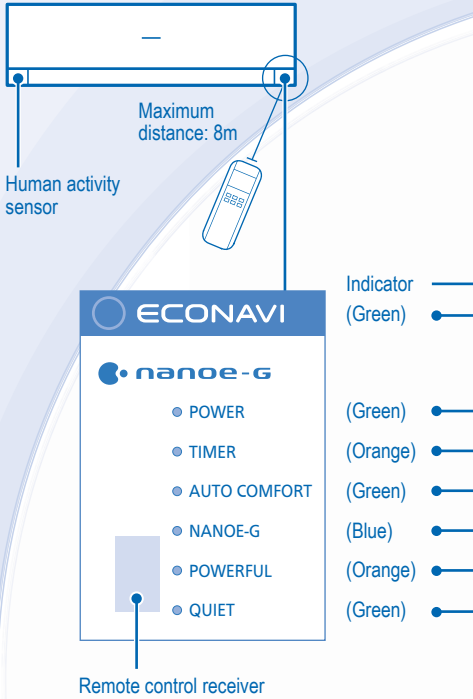 Maximum
distance: 8m
Human activity
sensor
Indicator
ECONAVI (Green)
nanoe-G
POWER (Green)
TIMER (Orange)
AUTO COMFORT (Green)
NANOE-G (Blue)
POWERFUL (Orange)
QUIET (Green)
Remote control receiver